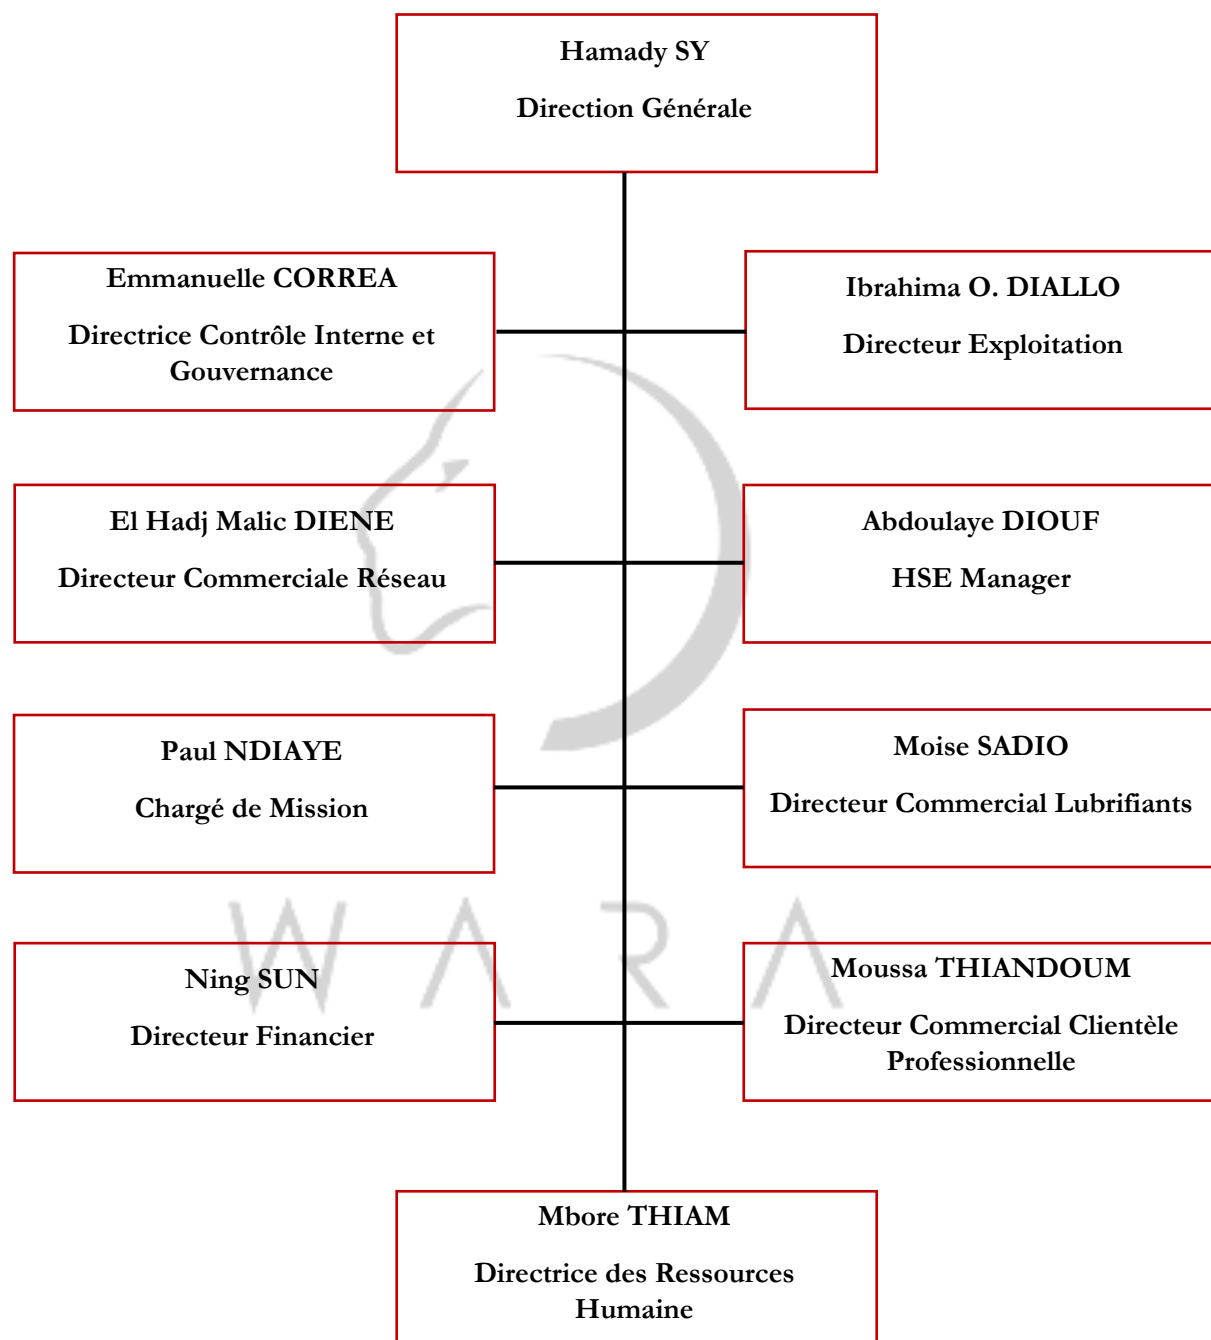 Hamady SY
Direction Générale
Emmanuelle CORREA
Directrice Contrôle Interne et
Gouvernance
Ibrahima O. DIALLO
Directeur Exploitation
El Hadj Malic DIENE
Directeur Commerciale Réseau
Abdoulaye DIOUF
HSE Manager
Paul NDIAYE
Chargé de Mission
Moise SADIO
Directeur Commercial Lubrifiants
WARA
Ning SUN
Directeur Financier
Moussa THIANDOUM
Directeur Commercial Clientèle
Professionnelle
Mbore THIAM
Directrice des Ressources
Humaine